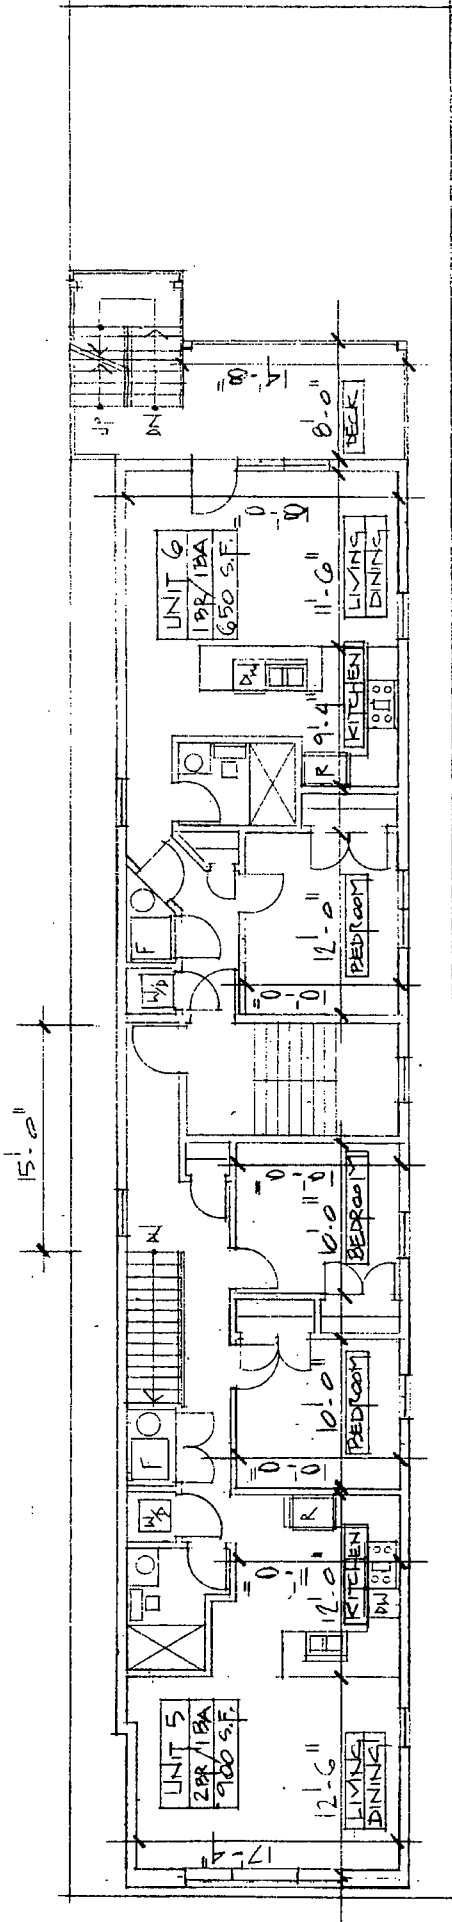 UP
DN
14'-8"
8'-0"
DECK
UNIT 6
1BR/1BA
650 S.F.
11'-6"
LIVING
DINING
DW
9'-4"
KITCHEN
R
F
W/D
12'-0"
BEDROOM
10'-0"
15'-0"
10'-0"
10'-0"
BEDROOM
DN
F
10'-0"
BEDROOM
10'-0"
W/D
R
12'-0"
KITCHEN
DW
UNIT 5
2BR/1BA
900 S.F.
12'-6"
LIVING
DINING
17'-4"